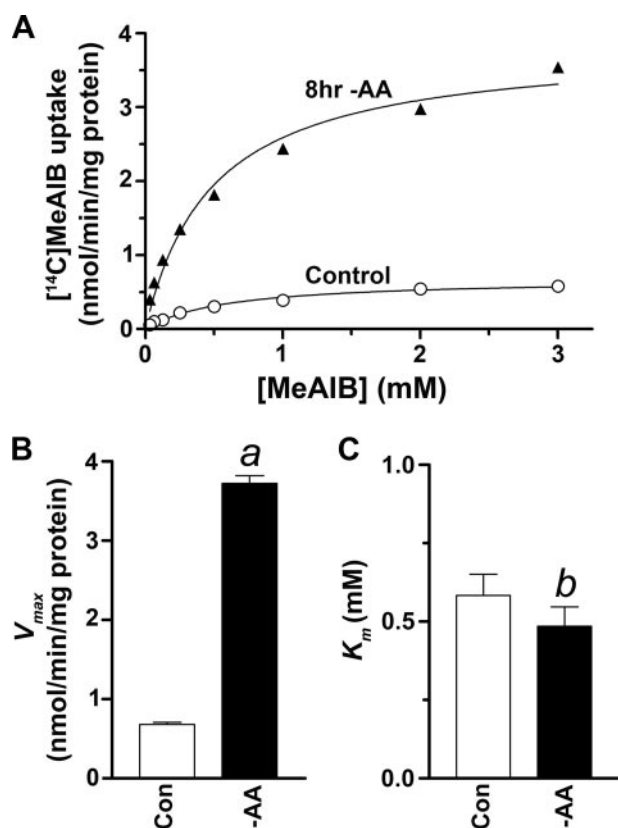 A
[¹⁴C]MeAIB uptake
(nmol/min/mg protein)
4
3
2
1
0
8hr -AA
Control
0
1
2
3
[MeAIB] (mM)
B
V_max
(nmol/min/mg protein)
4
3
2
1
0
a
Con
-AA
C
K_m (mM)
1.0
0.5
0.0
b
Con
-AA